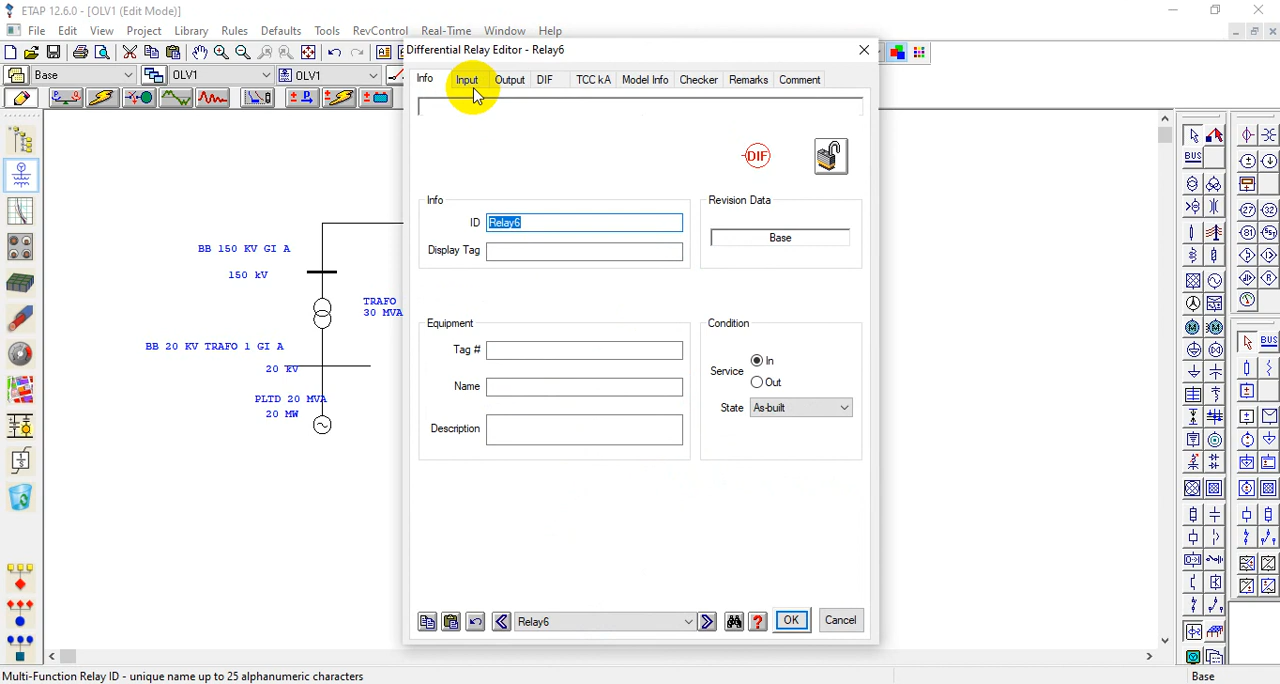 ETAP 12.6.0 - [OLV1 (Edit Mode)]
File Edit View Project Library Rules Defaults Tools RevControl Real-Time Window Help
Differential Relay Editor - Relay6
Base OLV1 OLV1
Info Input Output DIF TCC kA Model Info Checker Remarks Comment
DIF
Info
ID Relay6
Display Tag
Revision Data
Base
Equipment
Tag #
Name
Description
Condition
Service In
Out
State As-built
BB 150 KV GI A
150 kV
TRAFO
30 MVA
BB 20 KV TRAFO 1 GI A
20 kV
PLTD 20 MVA
20 MW
Relay6
OK Cancel
BUS
BUS
27 32
81
R
Multi-Function Relay ID - unique name up to 25 alphanumeric characters
Base